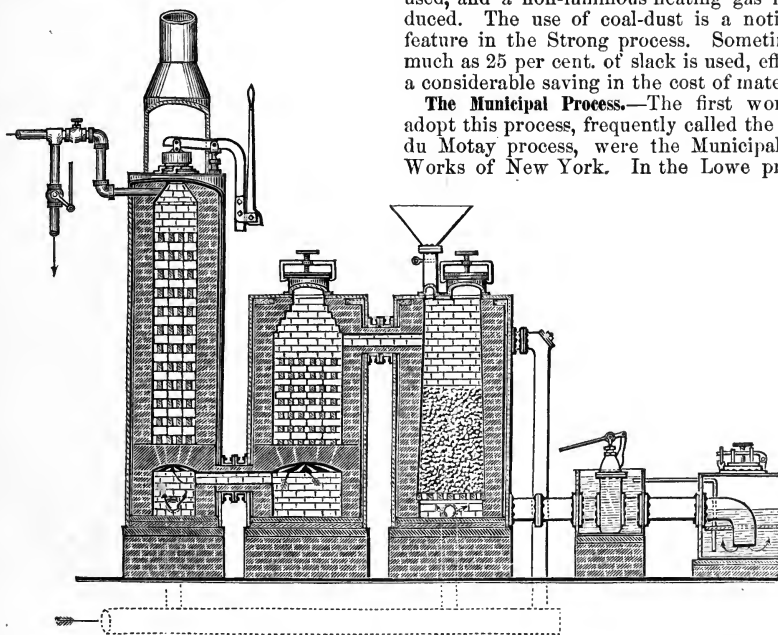 duced. The use of coal-dust is a noti
feature in the Strong process. Someti
much as 25 per cent. of slack is used, eff
a considerable saving in the cost of mate
The Municipal Process.—The first wor
adopt this process, frequently called the
du Motay process, were the Municipal
Works of New York. In the Lowe pr